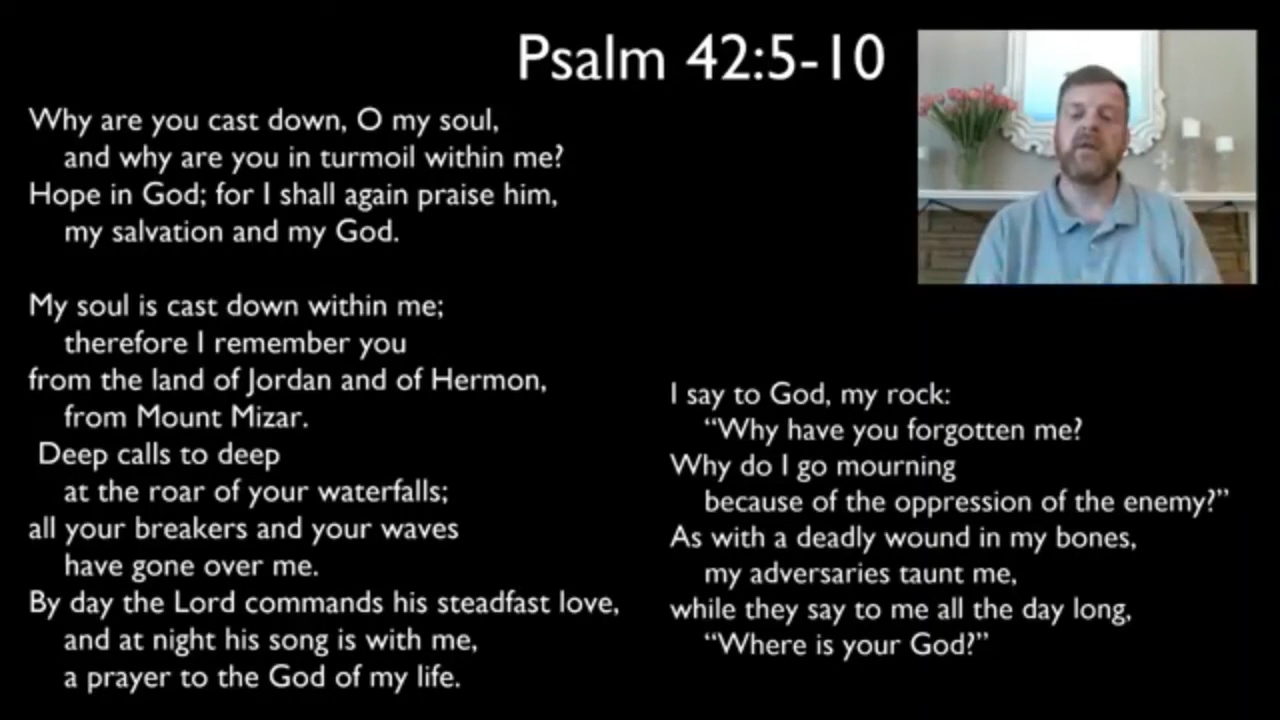 Psalm 42:5-10
Why are you cast down, O my soul,
and why are you in turmoil within me?
Hope in God; for I shall again praise him,
my salvation and my God.
My soul is cast down within me;
therefore I remember you
from the land of Jordan and of Hermon,
from Mount Mizar.
Deep calls to deep
at the roar of your waterfalls;
all your breakers and your waves
have gone over me.
By day the Lord commands his steadfast love,
and at night his song is with me,
a prayer to the God of my life.
I say to God, my rock:
“Why have you forgotten me?
Why do I go mourning
because of the oppression of the enemy?”
As with a deadly wound in my bones,
my adversaries taunt me,
while they say to me all the day long,
“Where is your God?”